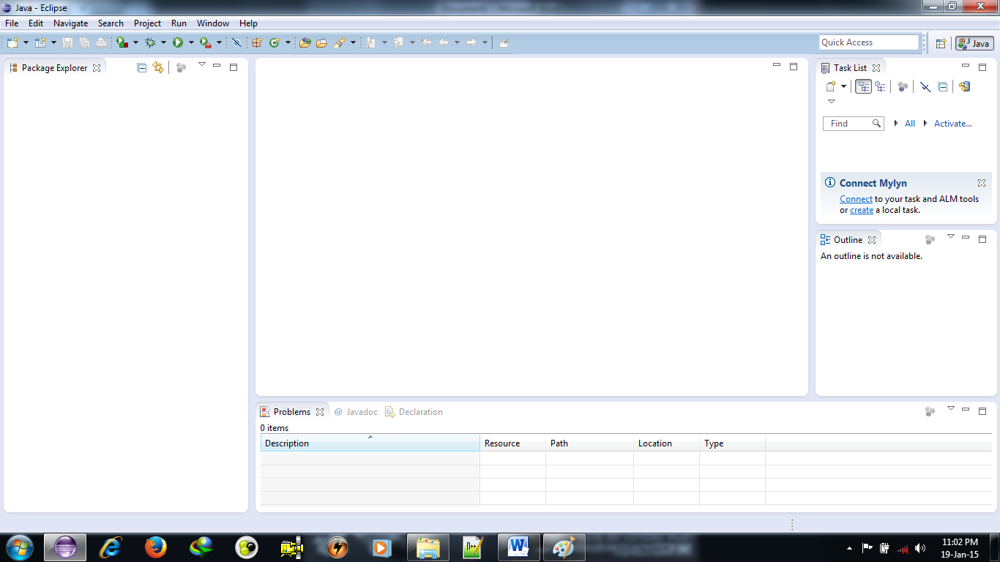 Java - Eclipse
File Edit Navigate Search Project Run Window Help
Quick Access
Java
Package Explorer
Task List
Find
All
Activate...
Connect Mylyn
Connect to your task and ALM tools
or create a local task.
Outline
An outline is not available.
Problems @ Javadoc Declaration
0 items
Description Resource Path Location Type
11:02 PM
19-Jan-15